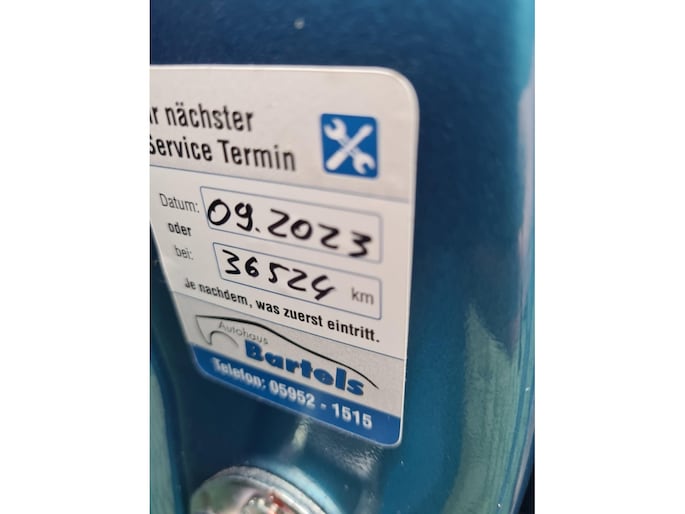 r nächster
Service Termin
Datum: 09.2023
oder
bei: 36524 km
Je nachdem, was zuerst eintritt.
Autohaus
Bartels
Telefon: 05952 - 1515